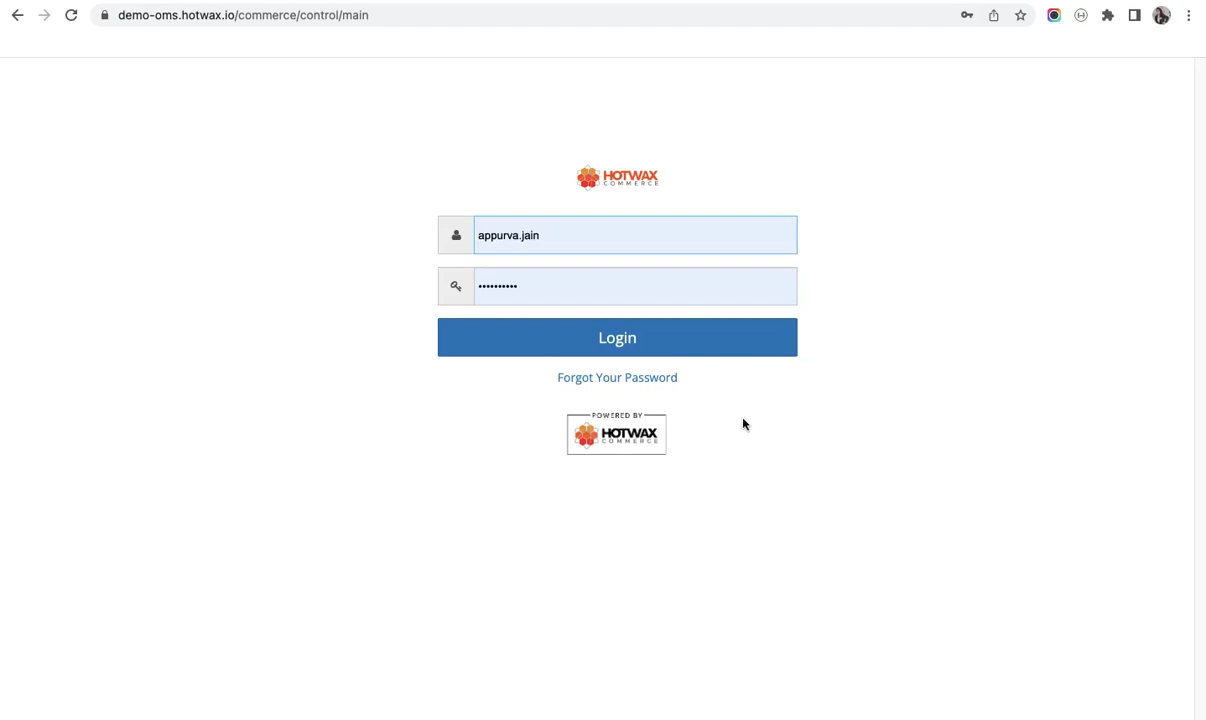 demo-oms.hotwax.io/commerce/control/main
HOTWAX
COMMERCE
appurva.jain
Login
Forgot Your Password
POWERED BY
HOTWAX
COMMERCE